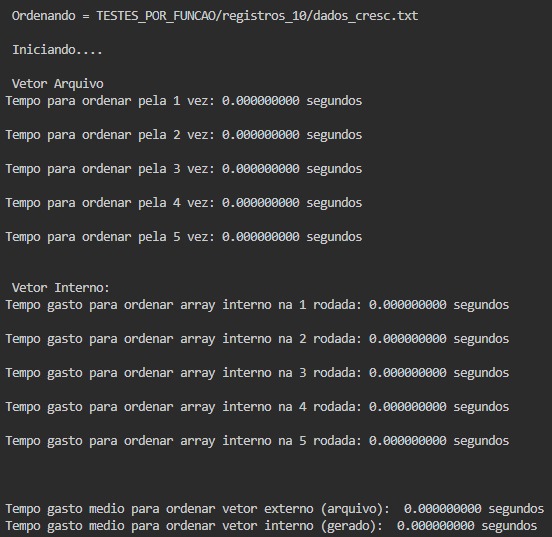 Ordenando = TESTES_POR_FUNCAO/registros_10/dados_cresc.txt
Iniciando....
Vetor Arquivo
Tempo para ordenar pela 1 vez: 0.000000000 segundos
Tempo para ordenar pela 2 vez: 0.000000000 segundos
Tempo para ordenar pela 3 vez: 0.000000000 segundos
Tempo para ordenar pela 4 vez: 0.000000000 segundos
Tempo para ordenar pela 5 vez: 0.000000000 segundos
Vetor Interno:
Tempo gasto para ordenar array interno na 1 rodada: 0.000000000 segundos
Tempo gasto para ordenar array interno na 2 rodada: 0.000000000 segundos
Tempo gasto para ordenar array interno na 3 rodada: 0.000000000 segundos
Tempo gasto para ordenar array interno na 4 rodada: 0.000000000 segundos
Tempo gasto para ordenar array interno na 5 rodada: 0.000000000 segundos
Tempo gasto medio para ordenar vetor externo (arquivo):  0.000000000 segundos
Tempo gasto medio para ordenar vetor interno (gerado):  0.000000000 segundos